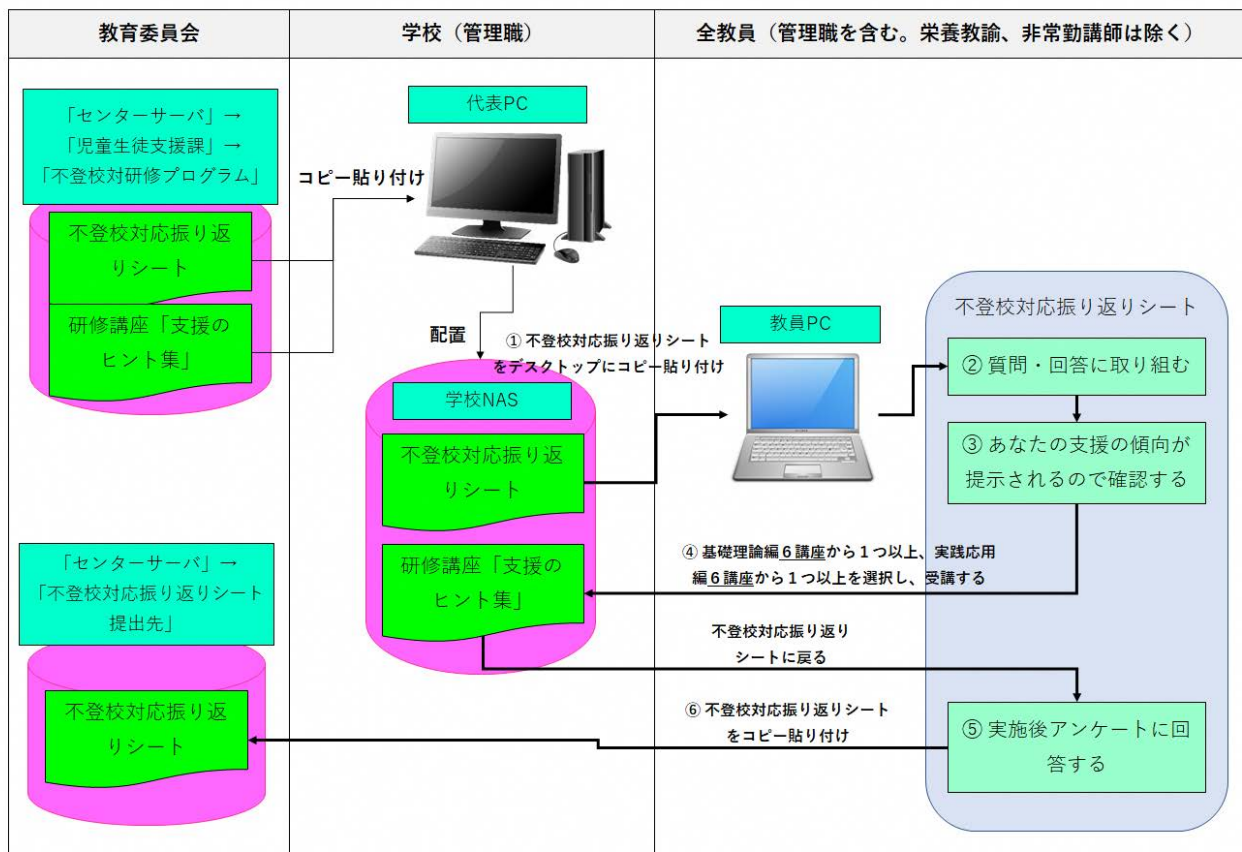 教育委員会
学校（管理職）
全教員（管理職を含む。栄養教諭、非常勤講師は除く）
「センターサーバ」→
「児童生徒支援課」→
「不登校対研修プログラム」
不登校対応振り返
りシート
研修講座「支援の
ヒント集」
コピー貼り付け
代表PC
配置
① 不登校対応振り返りシート
をデスクトップにコピー貼り付け
学校NAS
不登校対応振り返
りシート
研修講座「支援の
ヒント集」
教員PC
不登校対応振り返りシート
② 質問・回答に取り組む
③ あなたの支援の傾向が
提示されるので確認する
④ 基礎理論編６講座から１つ以上、実践応用
編６講座から１つ以上を選択し、受講する
不登校対応振り返り
シートに戻る
⑤ 実施後アンケートに回
答する
⑥ 不登校対応振り返りシート
をコピー貼り付け
「センターサーバ」→
「不登校対応振り返りシート
提出先」
不登校対応振り返
りシート